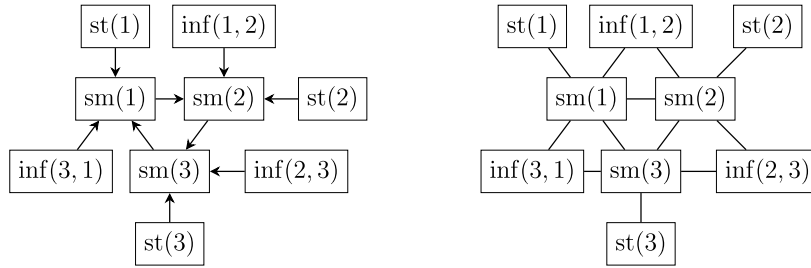 st(1) inf(1, 2) st(1) inf(1, 2) st(2)
sm(1) sm(2) st(2) sm(1) sm(2)
inf(3, 1) sm(3) inf(2, 3) inf(3, 1) sm(3) inf(2, 3)
st(3) st(3)